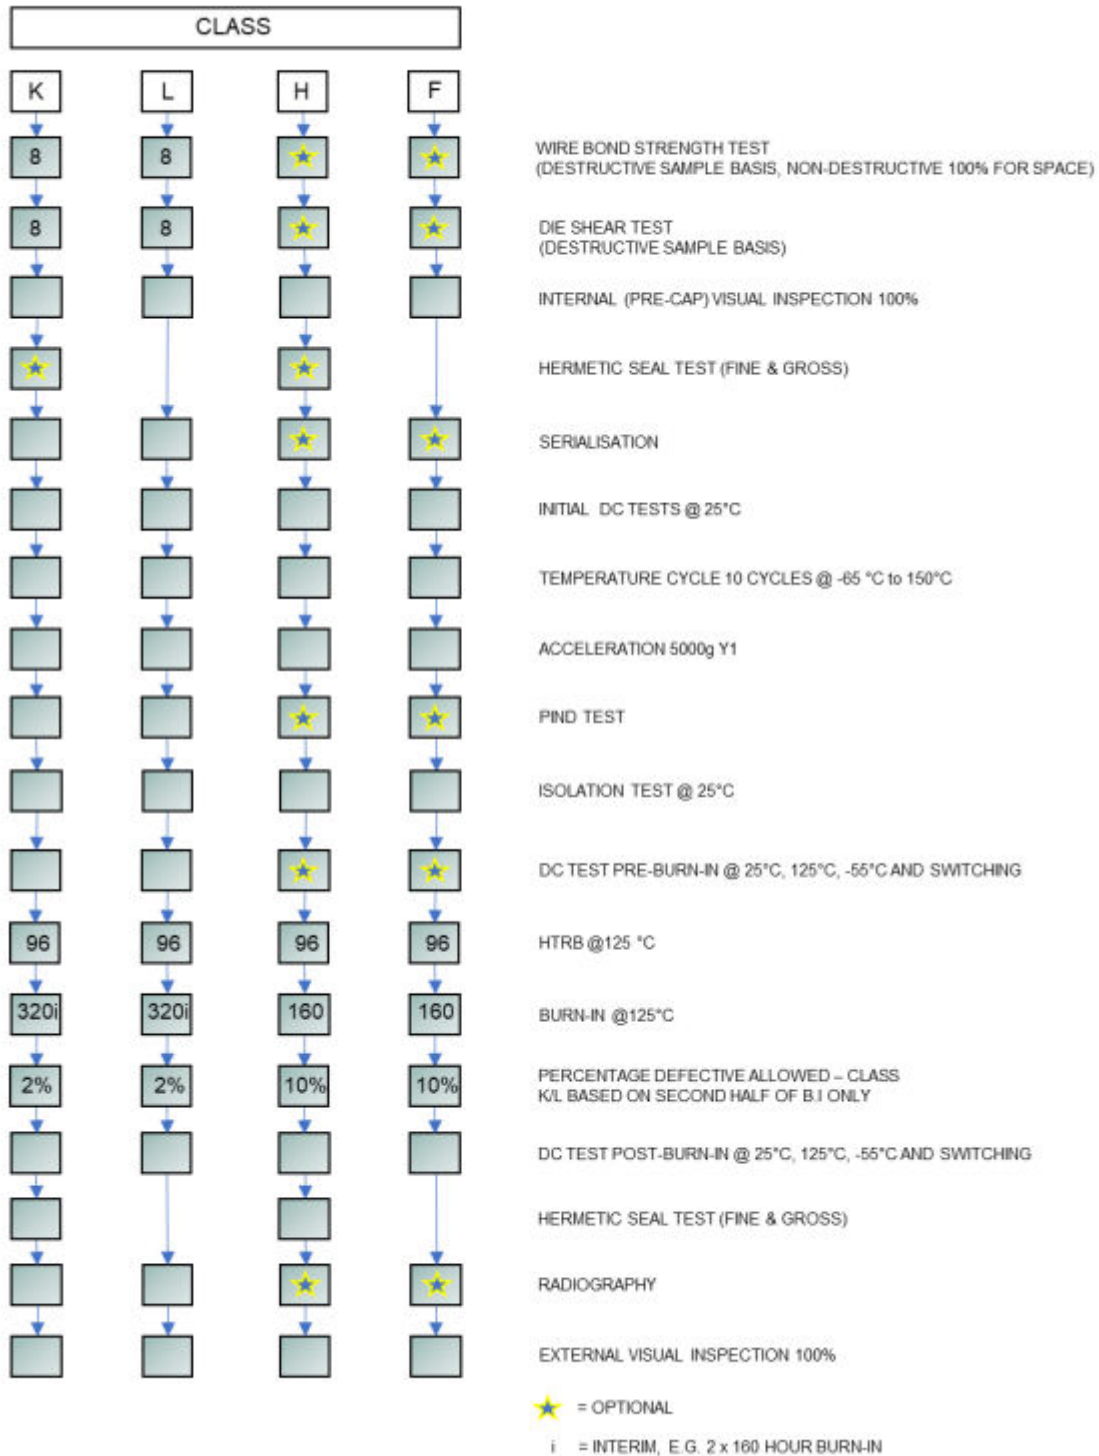 CLASS
K L H F
8 8 WIRE BOND STRENGTH TEST
(DESTRUCTIVE SAMPLE BASIS, NON-DESTRUCTIVE 100% FOR SPACE)
8 8 DIE SHEAR TEST
(DESTRUCTIVE SAMPLE BASIS)
INTERNAL (PRE-CAP) VISUAL INSPECTION 100%
HERMETIC SEAL TEST (FINE & GROSS)
SERIALISATION
INITIAL DC TESTS @ 25°C
TEMPERATURE CYCLE 10 CYCLES @ -65 °C to 150°C
ACCELERATION 5000g Y1
PIND TEST
ISOLATION TEST @ 25°C
DC TEST PRE-BURN-IN @ 25°C, 125°C, -55°C AND SWITCHING
96 96 96 96 HTRB @125 °C
320i 320i 160 160 BURN-IN @125°C
2% 2% 10% 10% PERCENTAGE DEFECTIVE ALLOWED – CLASS
K/L BASED ON SECOND HALF OF B.I ONLY
DC TEST POST-BURN-IN @ 25°C, 125°C, -55°C AND SWITCHING
HERMETIC SEAL TEST (FINE & GROSS)
RADIOGRAPHY
EXTERNAL VISUAL INSPECTION 100%
= OPTIONAL
i = INTERIM, E.G. 2 x 160 HOUR BURN-IN